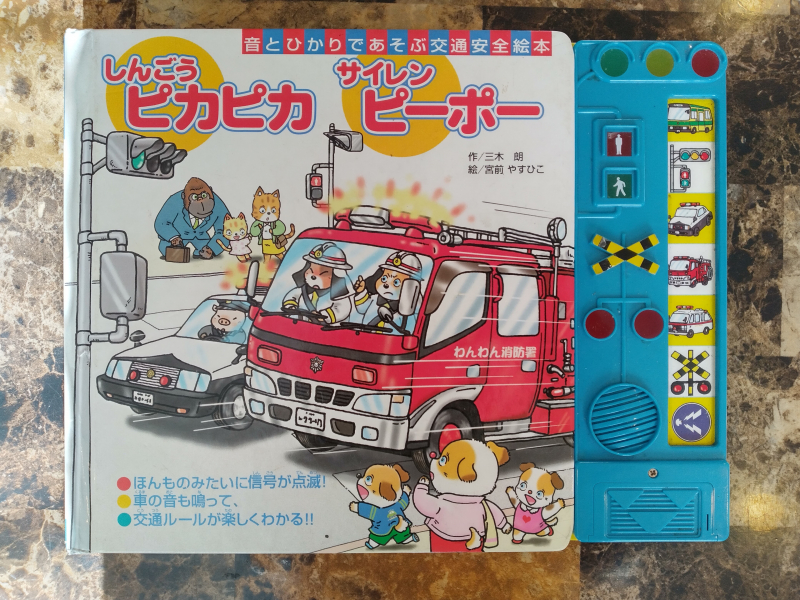 音とひかりであそぶ交通安全絵本
しんごう
ピカピカ
サイレン
ピーポー
作/三木 朗
絵/宮前 やすひこ
わんわん消防署
ほんものみたいに信号が点滅!
車の音も鳴って、
交通ルールが楽しくわかる!!